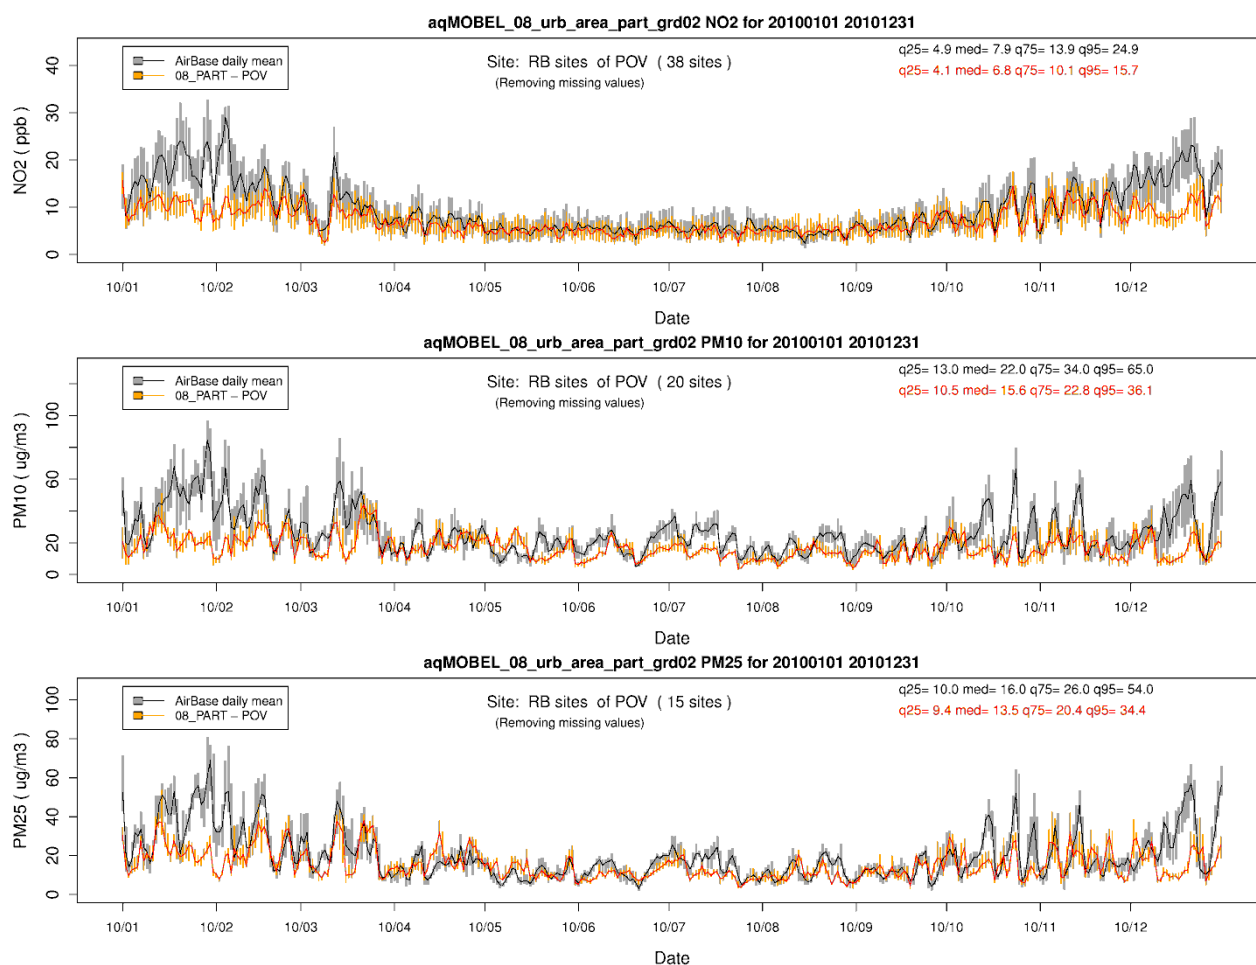 aqMOBEL_08_urb_area_part_grd02 NO2 for 20100101 20101231
AirBase daily mean
08_PART − POV
Site: RB sites of POV ( 38 sites )
(Removing missing values)
q25= 4.9 med= 7.9 q75= 13.9 q95= 24.9
q25= 4.1 med= 6.8 q75= 10.1 q95= 15.7
NO2 ( ppb )
40
30
20
10
0
10/01 10/02 10/03 10/04 10/05 10/06 10/07 10/08 10/09 10/10 10/11 10/12
Date
aqMOBEL_08_urb_area_part_grd02 PM10 for 20100101 20101231
AirBase daily mean
08_PART − POV
Site: RB sites of POV ( 20 sites )
(Removing missing values)
q25= 13.0 med= 22.0 q75= 34.0 q95= 65.0
q25= 10.5 med= 15.6 q75= 22.8 q95= 36.1
PM10 ( ug/m3 )
100
60
20
0
10/01 10/02 10/03 10/04 10/05 10/06 10/07 10/08 10/09 10/10 10/11 10/12
Date
aqMOBEL_08_urb_area_part_grd02 PM25 for 20100101 20101231
AirBase daily mean
08_PART − POV
Site: RB sites of POV ( 15 sites )
(Removing missing values)
q25= 10.0 med= 16.0 q75= 26.0 q95= 54.0
q25= 9.4 med= 13.5 q75= 20.4 q95= 34.4
PM25 ( ug/m3 )
100
80
60
40
20
0
10/01 10/02 10/03 10/04 10/05 10/06 10/07 10/08 10/09 10/10 10/11 10/12
Date